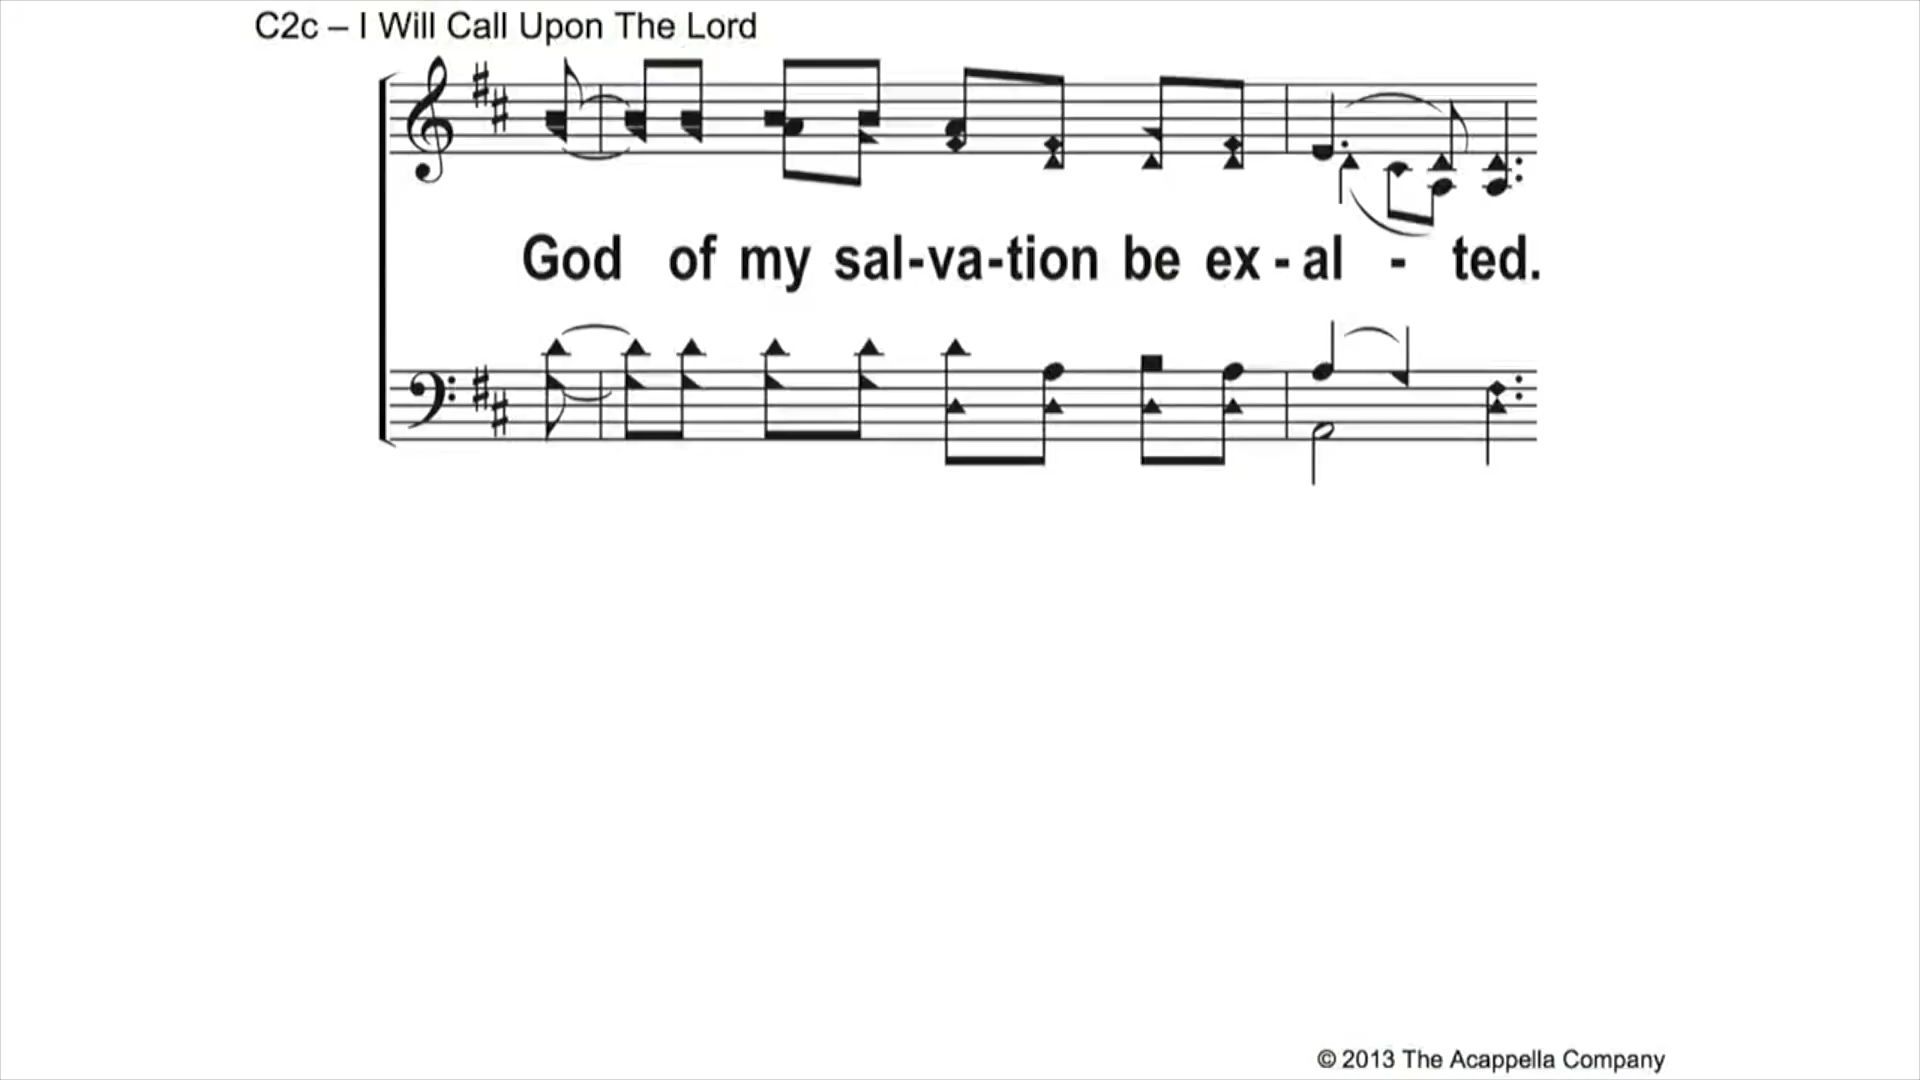 C2c – I Will Call Upon The Lord
God of my sal-va-tion be ex - al - ted.
© 2013 The Acappella Company